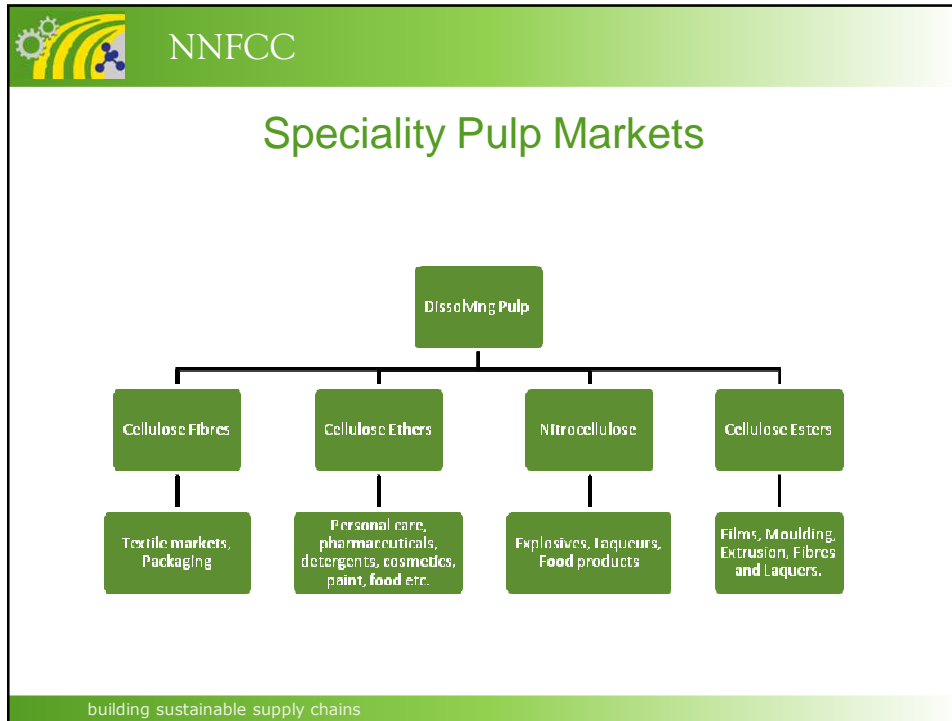 NNFCC
Speciality Pulp Markets
Dissolving Pulp
Cellulose Fibres
Cellulose Ethers
Nitrocellulose
Cellulose Esters
Textile markets,
Packaging
Personal care,
pharmaceuticals,
detergents, cosmetics,
paint, food etc.
Explosives, Laqueurs,
Food products
Films, Moulding,
Extrusion, Fibres
and Laquers.
building sustainable supply chains